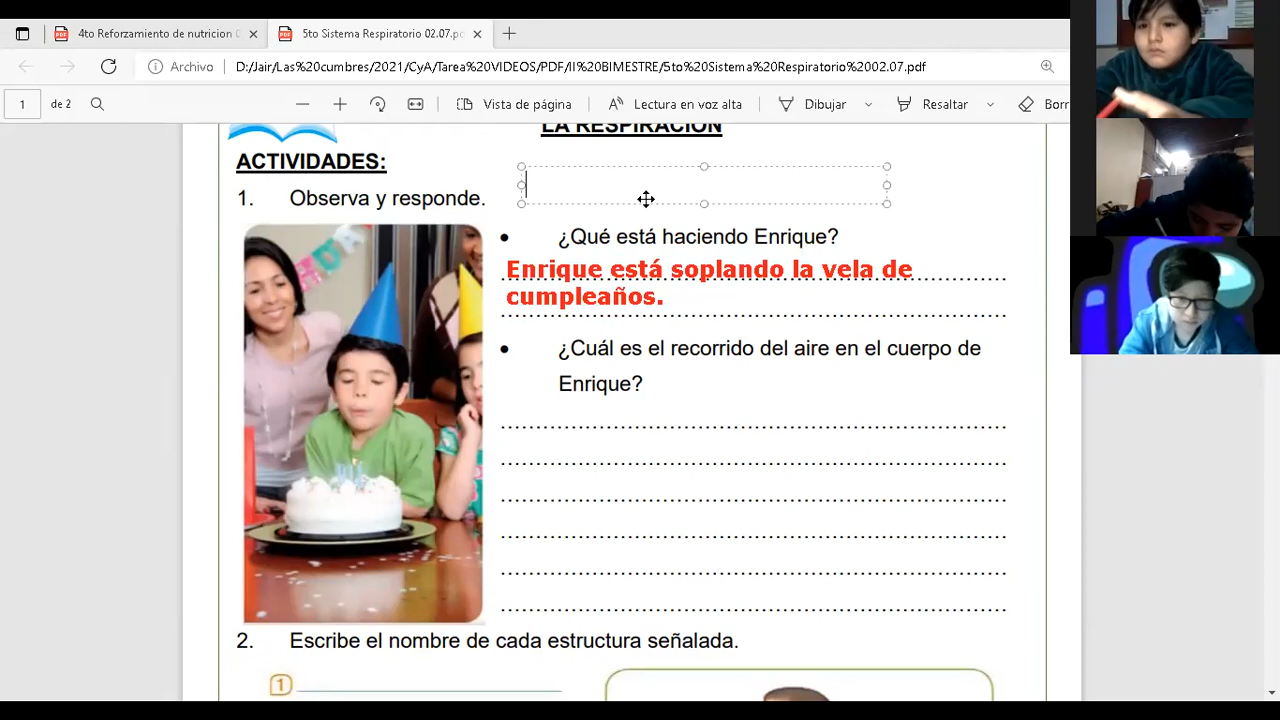 4to Reforzamiento de nutricion
5to Sistema Respiratorio 02.07.pd
Archivo
D:/Jair/Las%20cumbres/2021/CyA/Tarea%20VIDEOS/PDF/II%20BIMESTRE/5to%20Sistema%20Respiratorio%2002.07.pdf
1 de 2
Vista de página
Lectura en voz alta
Dibujar
Resaltar
Borr
LA RESPIRACIÓN
ACTIVIDADES:
1. Observa y responde.
• ¿Qué está haciendo Enrique?
Enrique está soplando la vela de
cumpleaños.
• ¿Cuál es el recorrido del aire en el cuerpo de
Enrique?
2. Escribe el nombre de cada estructura señalada.
1